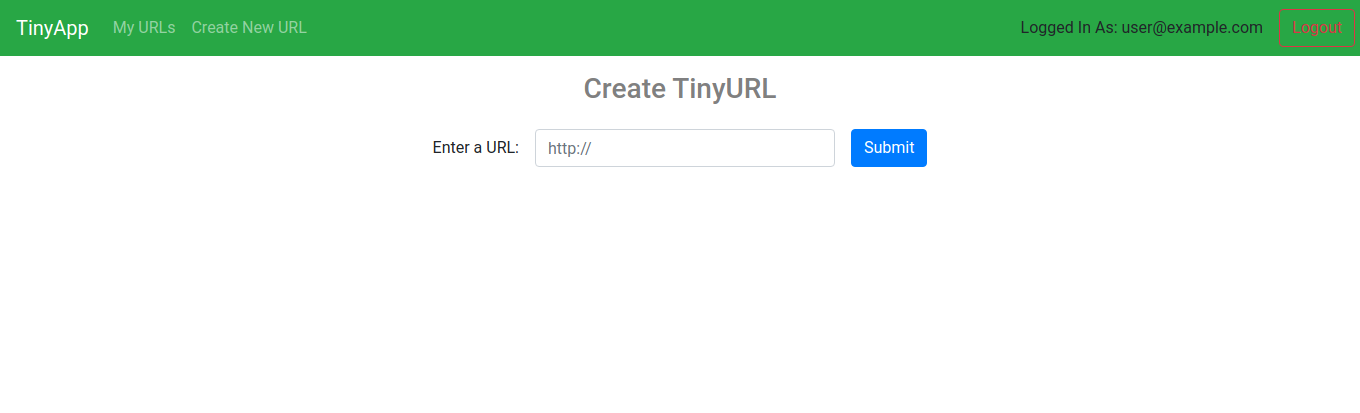 TinyApp My URLs Create New URL Logged In As: user@example.com Logout
Create TinyURL
Enter a URL: http:// Submit